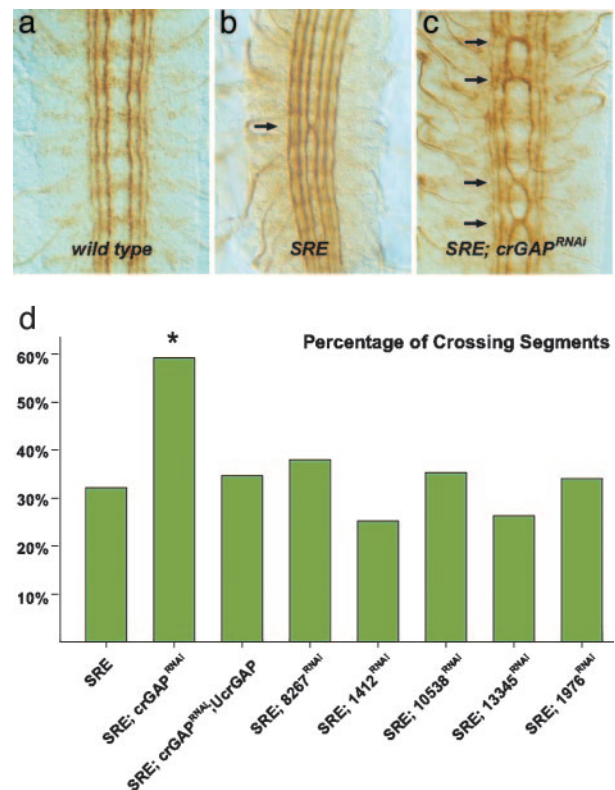 a
b
c
wild type
SRE
SRE; crGAP^RNAi
d
Percentage of Crossing Segments
*
60%
50%
40%
30%
20%
10%
SRE
SRE; crGAP^RNAi
SRE; crGAP^RNAi;UcrGAP
SRE; 8267^RNAi
SRE; 1412^RNAi
SRE; 10538^RNAi
SRE; 13345^RNAi
SRE; 1976^RNAi